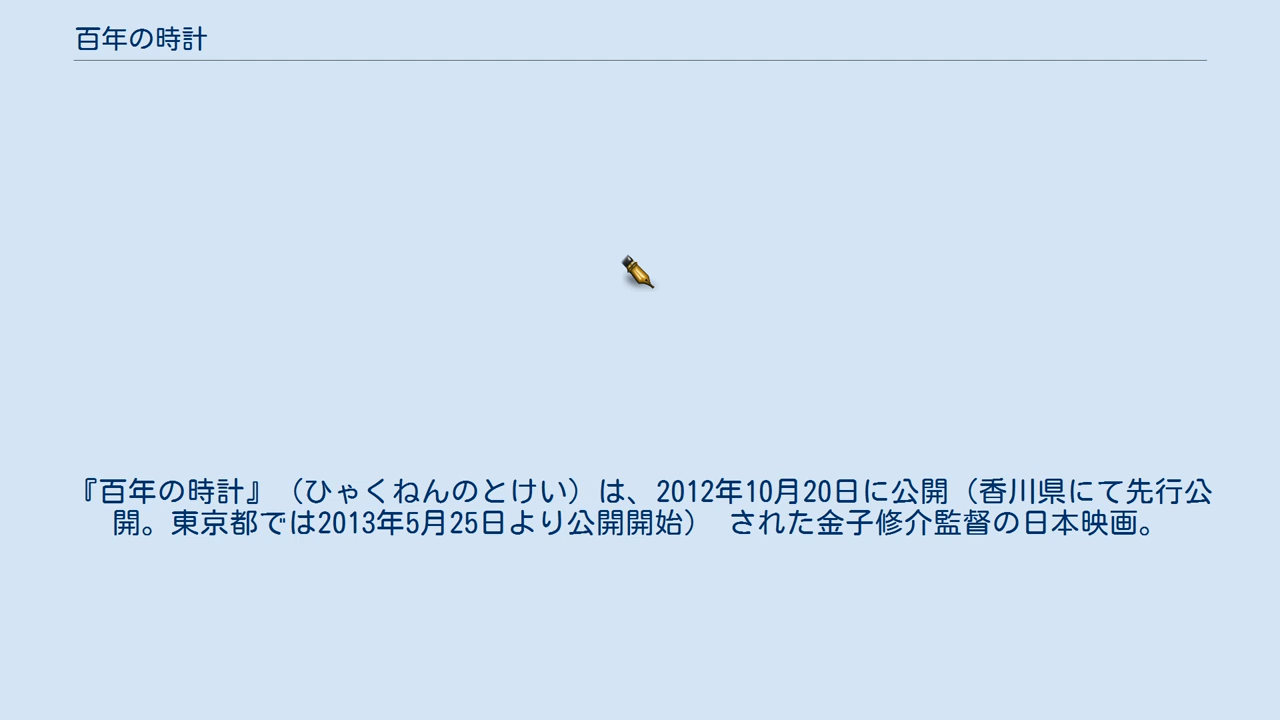 百年の時計
『百年の時計』（ひゃくねんのとけい）は、2012年10月20日に公開（香川県にて先行公
開。東京都では2013年5月25日より公開開始） された金子修介監督の日本映画。